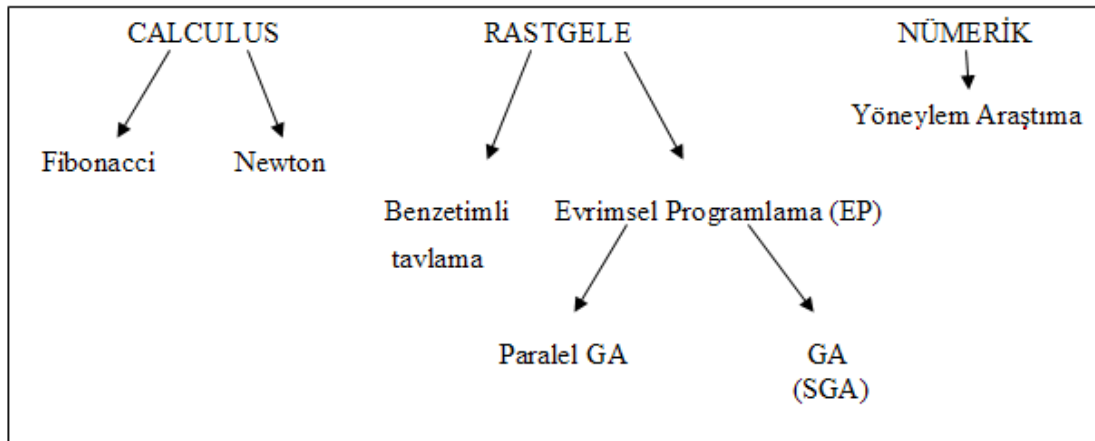 CALCULUS
RASTGELE
NÜMERİK
Yöneylem Araştıma
Fibonacci
Newton
Benzetimli
tavlama
Evrimsel Programlama (EP)
Paralel GA
GA
(SGA)